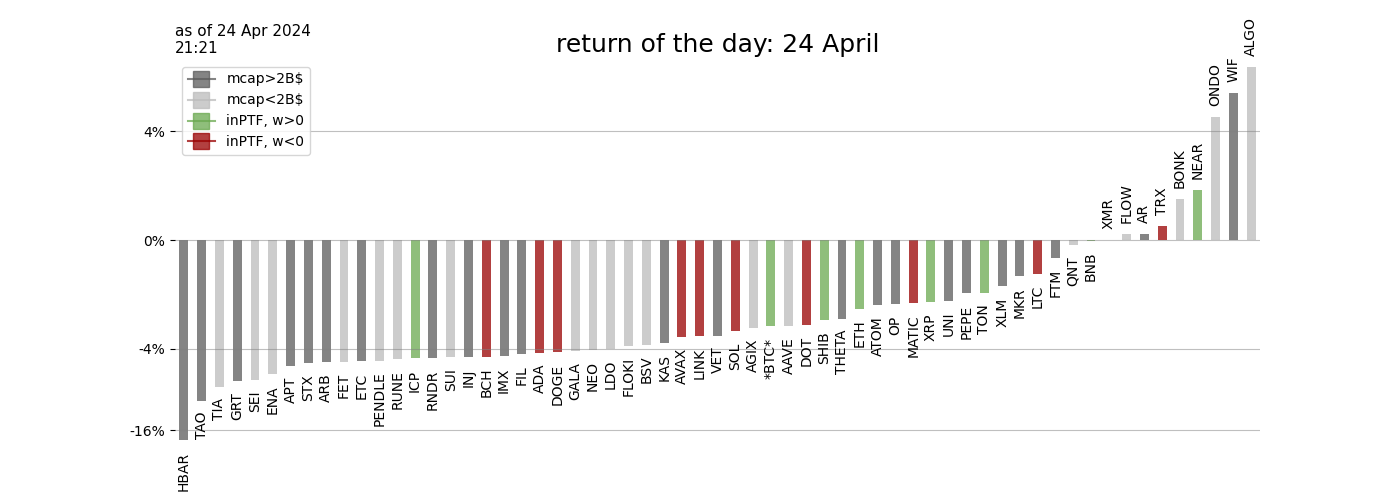 as of 24 Apr 2024
21:21
return of the day: 24 April
mcap>2B$
mcap<2B$
inPTF, w>0
inPTF, w<0
4%
0%
-4%
-16%
HBAR
TAO
TIA
GRT
SEI
ENA
APT
STX
ARB
FET
ETC
PENDLE
RUNE
ICP
RNDR
SUI
INJ
BCH
IMX
FIL
ADA
DOGE
GALA
NEO
LDO
FLOKI
BSV
KAS
AVAX
LINK
VET
SOL
AGIX
*BTC*
AAVE
DOT
SHIB
THETA
ETH
ATOM
OP
MATIC
XRP
UNI
PEPE
TON
XLM
MKR
LTC
FTM
QNT
BNB
XMR
FLOW
AR
TRX
BONK
NEAR
ONDO
WIF
ALGO